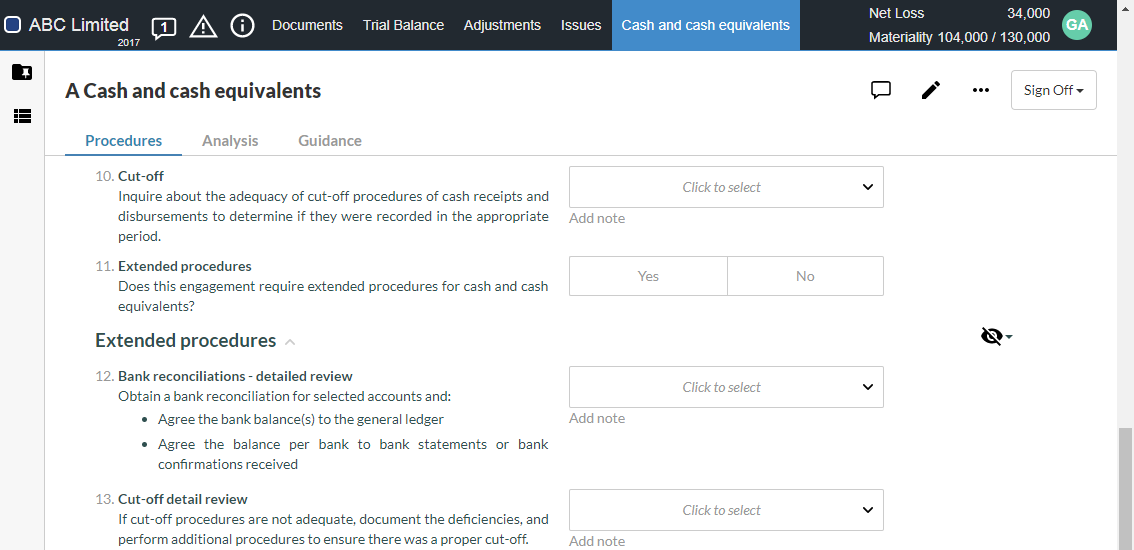 ABC Limited
2017
1
Documents
Trial Balance
Adjustments
Issues
Cash and cash equivalents
Net Loss 34,000
Materiality 104,000 / 130,000
GA
A Cash and cash equivalents
Sign Off
Procedures
Analysis
Guidance
10. Cut-off
Inquire about the adequacy of cut-off procedures of cash receipts and
disbursements to determine if they were recorded in the appropriate
period.
Click to select
Add note
11. Extended procedures
Does this engagement require extended procedures for cash and cash
equivalents?
Yes
No
Extended procedures
12. Bank reconciliations - detailed review
Obtain a bank reconciliation for selected accounts and:
• Agree the bank balance(s) to the general ledger
• Agree the balance per bank to bank statements or bank
confirmations received
Click to select
Add note
13. Cut-off detail review
If cut-off procedures are not adequate, document the deficiencies, and
perform additional procedures to ensure there was a proper cut-off.
Click to select
Add note